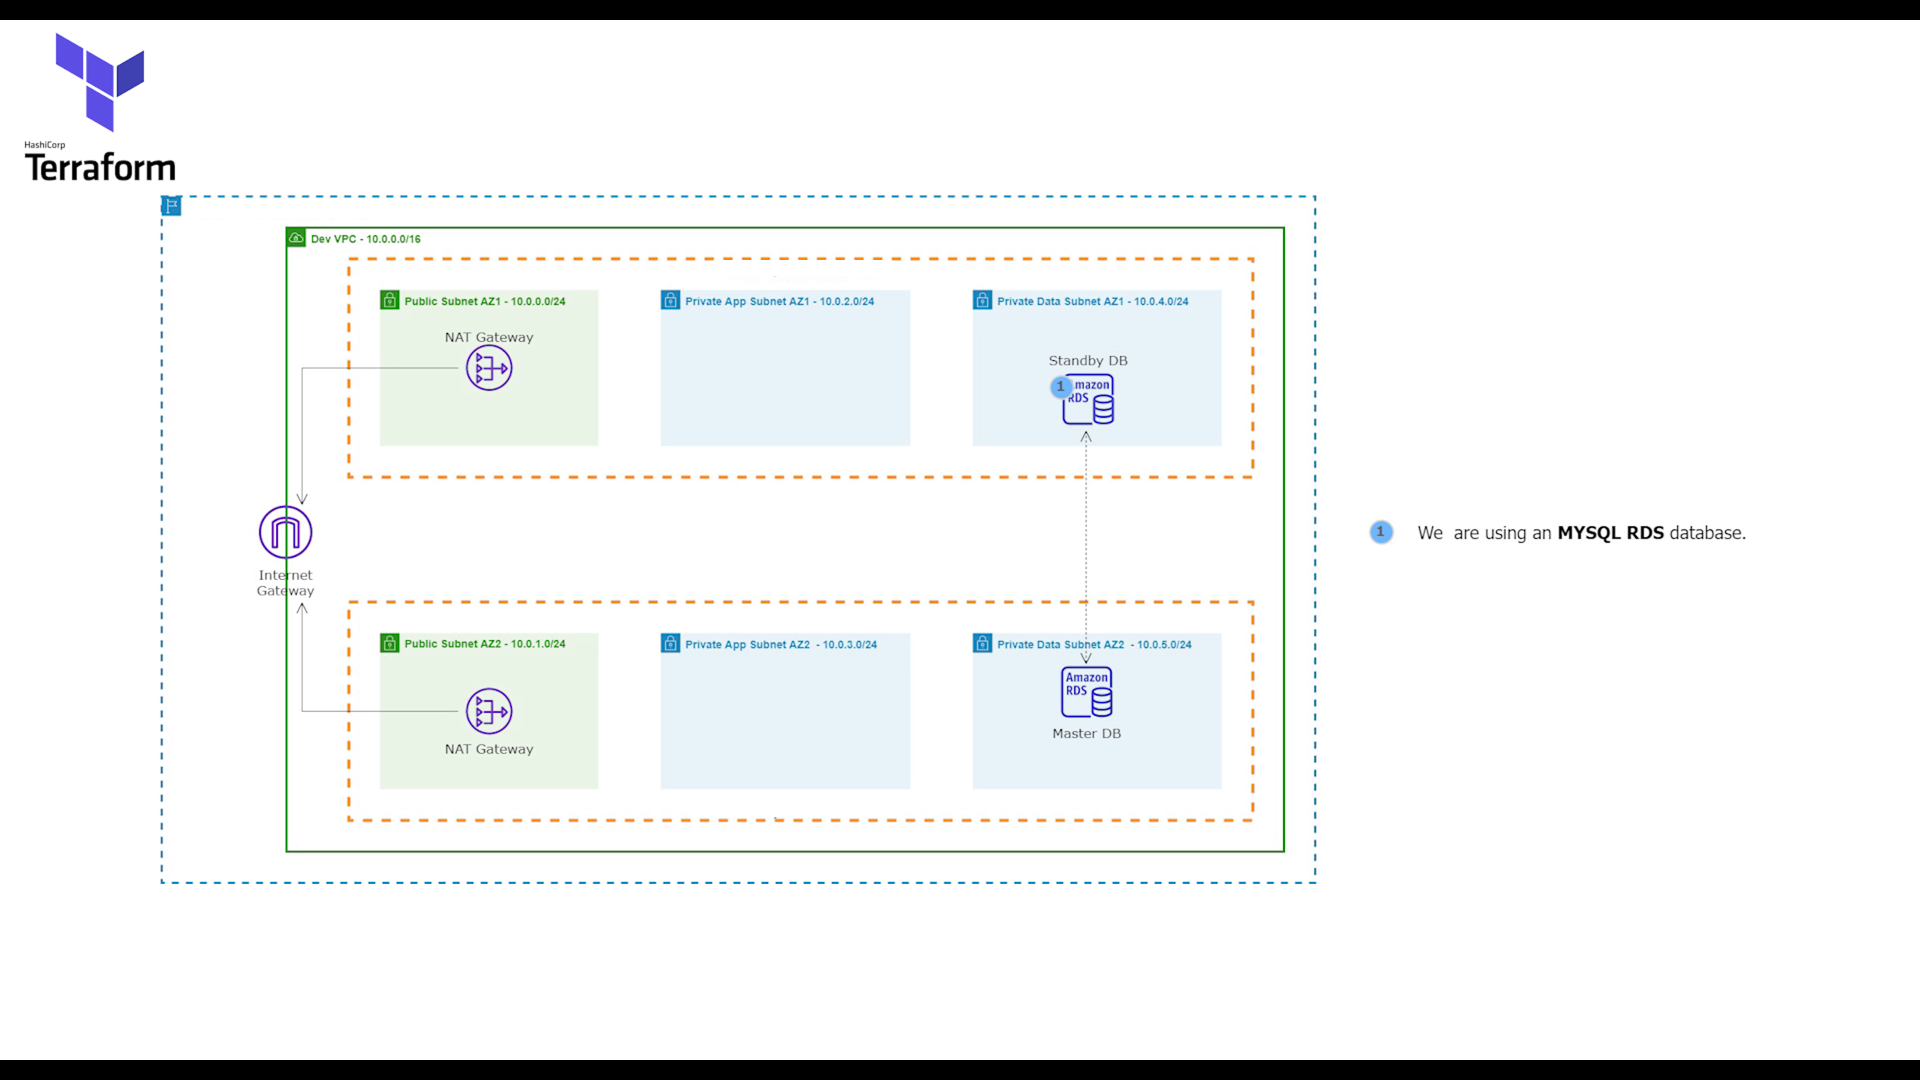 HashiCorp
Terraform
Dev VPC - 10.0.0.0/16
Public Subnet AZ1 - 10.0.0.0/24
Private App Subnet AZ1 - 10.0.2.0/24
Private Data Subnet AZ1 - 10.0.4.0/24
NAT Gateway
Standby DB
1
mazon
RDS
Internet
Gateway
1 We  are using an MYSQL RDS database.
Public Subnet AZ2 - 10.0.1.0/24
Private App Subnet AZ2  - 10.0.3.0/24
Private Data Subnet AZ2  - 10.0.5.0/24
Amazon
RDS
Master DB
NAT Gateway